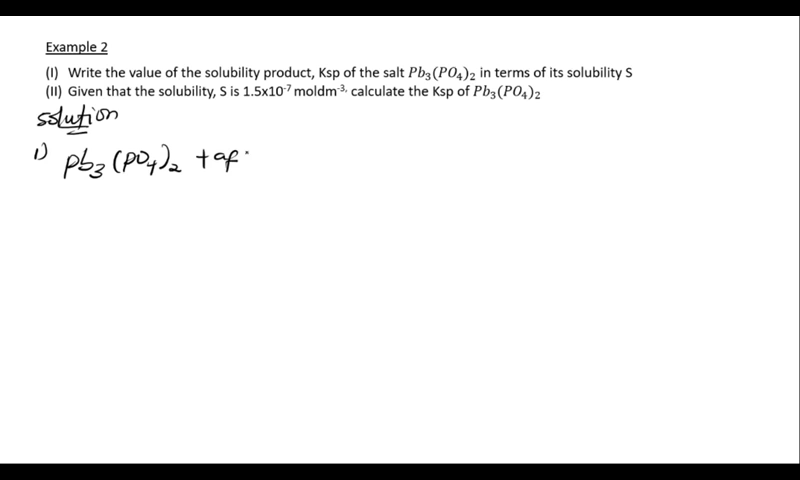 Example 2
(I) Write the value of the solubility product, Ksp of the salt Pb₃(PO₄)₂ in terms of its solubility S
(II) Given that the solubility, S is 1.5x10⁻⁷ moldm⁻³, calculate the Ksp of Pb₃(PO₄)₂
solution
1) Pb₃(PO₄)₂ + aq